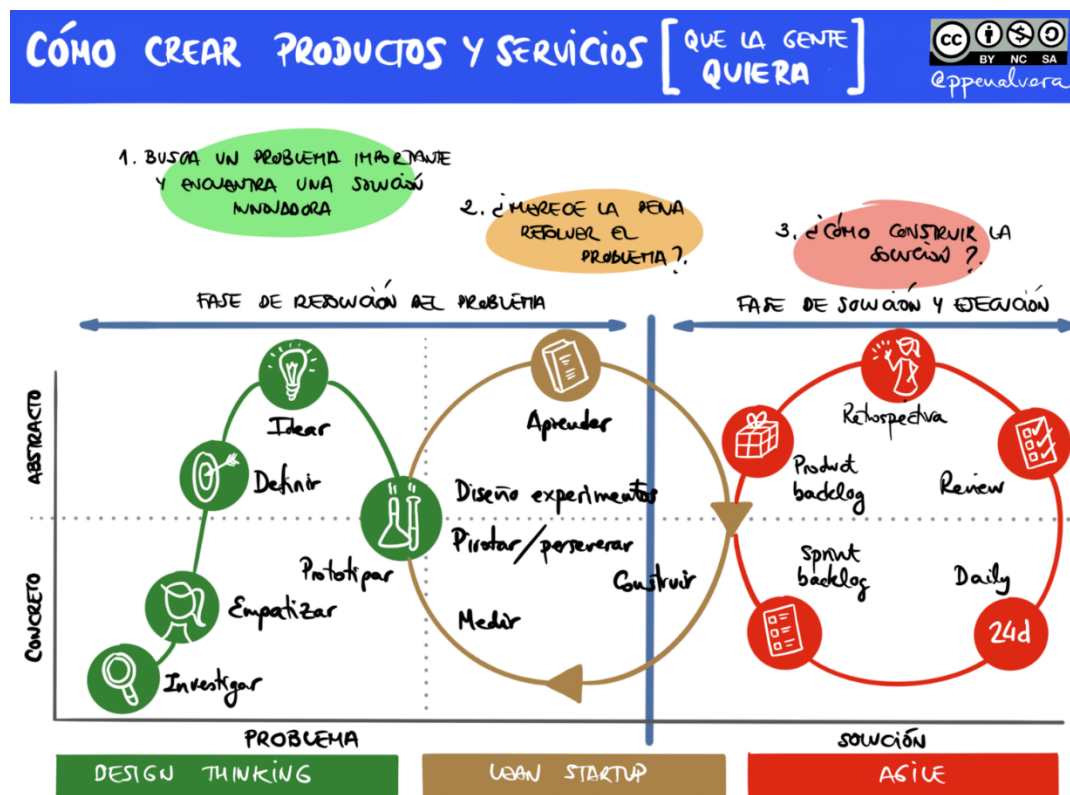 CÓMO CREAR PRODUCTOS Y SERVICIOS [QUE LA GENTE
QUIERA]
cc
BY NC SA
@ppenalvera
1. BUSCA UN PROBLEMA IMPORTANTE
Y ENCUENTRA UNA SOLUCIÓN
INNOVADORA
2. ¿MERECE LA PENA
RESOLVER EL
PROBLEMA?
3. ¿CÓMO CONSTRUIR LA
SOLUCIÓN?
FASE DE RESOLUCIÓN DEL PROBLEMA
FASE DE SOLUCIÓN Y EJECUCIÓN
ABSTRACTO
CONCRETO
Idear
Definir
Prototipar
Empatizar
Investigar
Aprender
Diseño experimentos
Pivotar/perseverar
Construir
Medir
Retrospectiva
Product
backlog
Review
Sprint
backlog
Daily
24d
PROBLEMA
SOLUCIÓN
DESIGN THINKING
LEAN STARTUP
AGILE